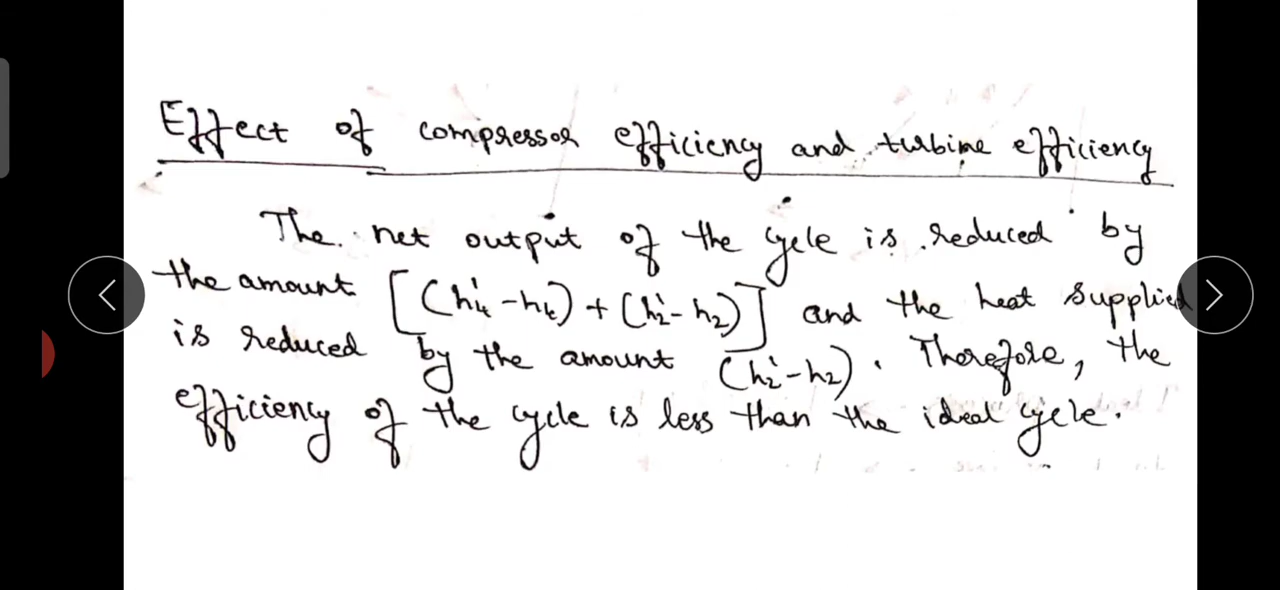 Effect of compressor efficiency and turbine efficiency
The net output of the cycle is reduced by
the amount [(h4' - h4) + (h2' - h2)] and the heat supplied
is reduced by the amount (h2' - h2). Therefore, the
efficiency of the cycle is less than the ideal cycle.